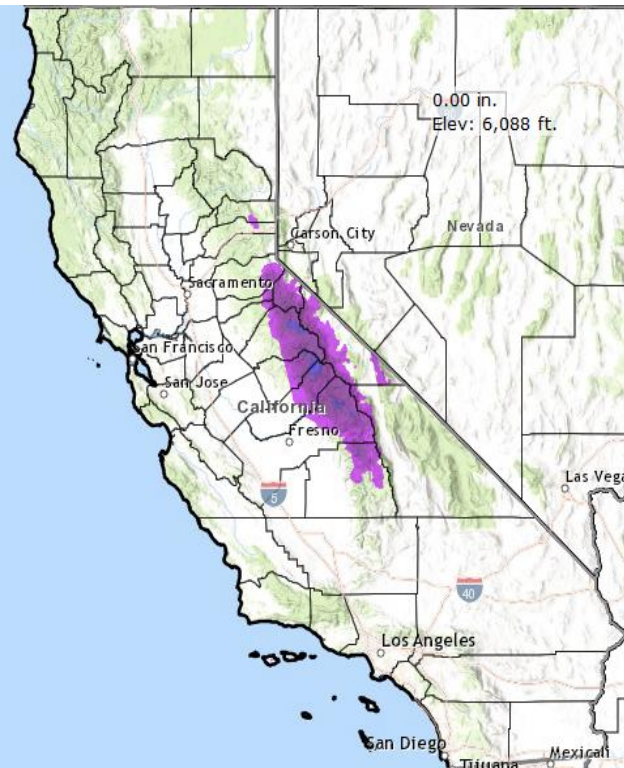 0.00 in.
Elev: 6,088 ft.
Nevada
Carson City
Sacramento
San Francisco
San Jose
California
Fresno
5
Las Vega
40
Los Angeles
San Diego
Tijuana
Mexicali